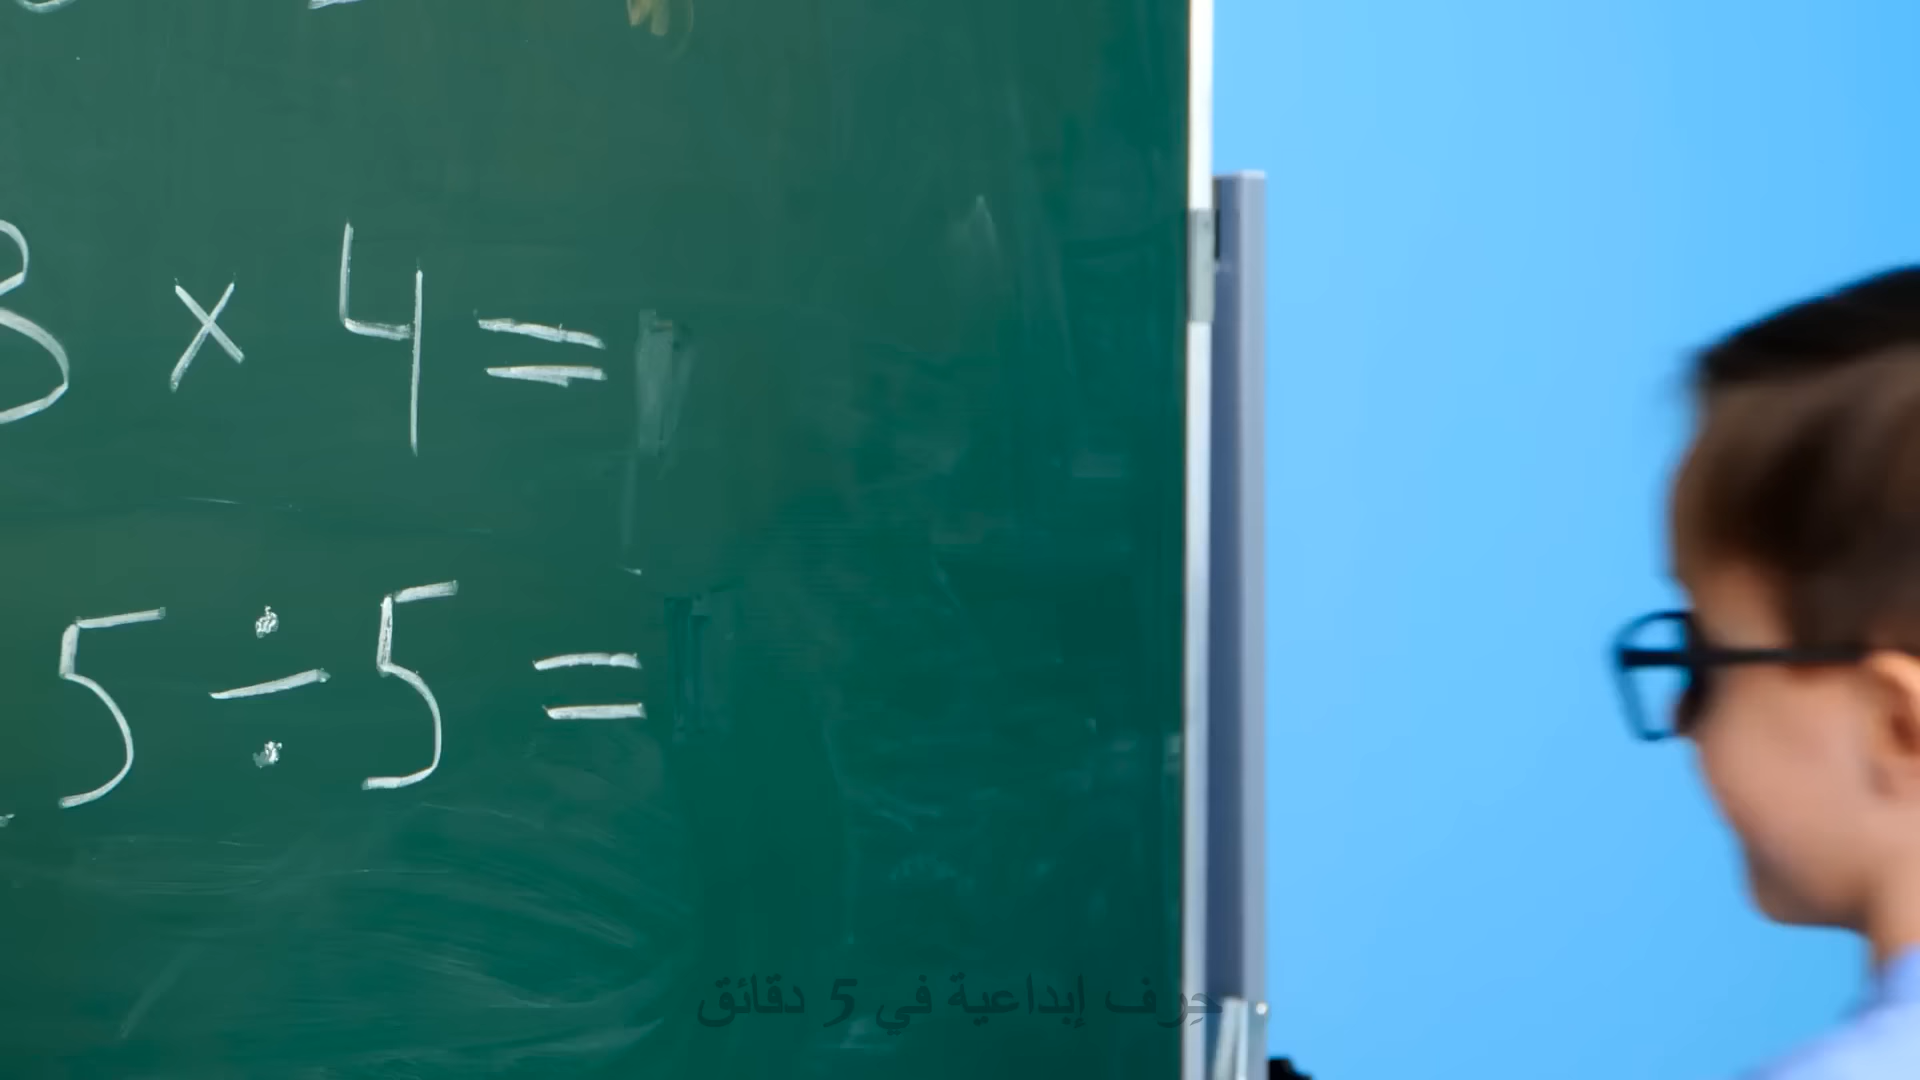 3 × 4 =
5 ÷ 5 =
حِرف إبداعية في 5 دقائق